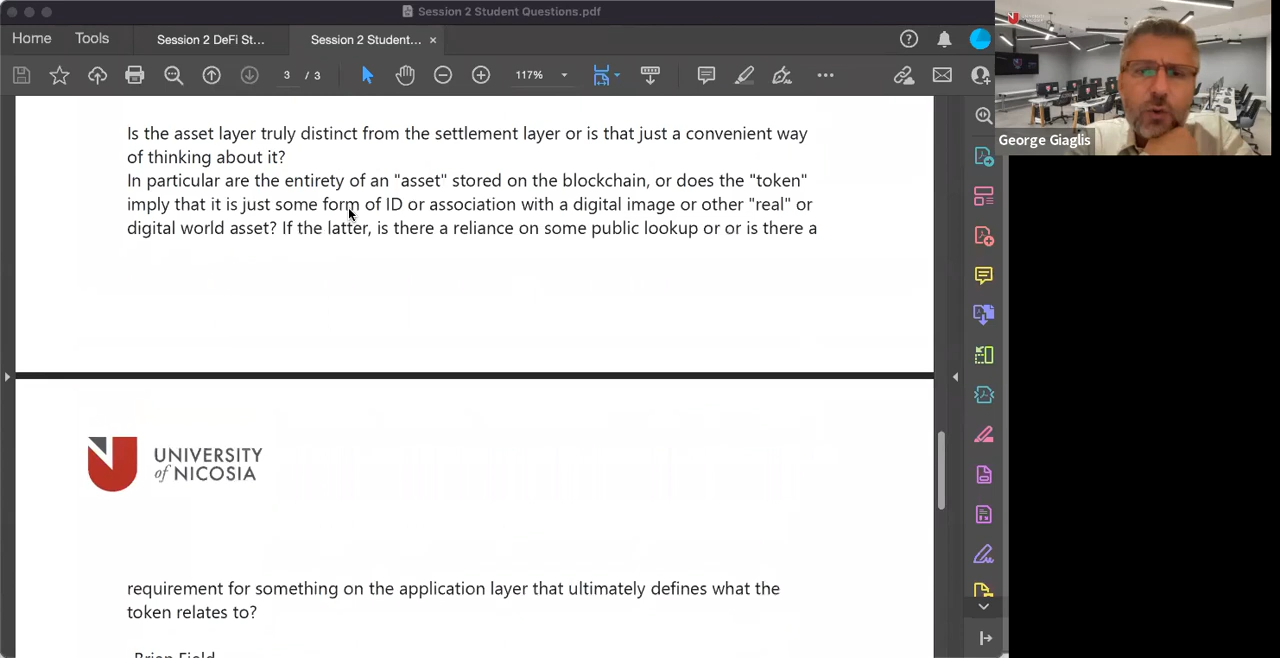 Session 2 Student Questions.pdf
Home Tools Session 2 DeFi St... Session 2 Student... ×
3 / 3 117%
George Giaglis
Is the asset layer truly distinct from the settlement layer or is that just a convenient way
of thinking about it?
In particular are the entirety of an "asset" stored on the blockchain, or does the "token"
imply that it is just some form of ID or association with a digital image or other "real" or
digital world asset? If the latter, is there a reliance on some public lookup or or is there a
UNIVERSITY
of NICOSIA
requirement for something on the application layer that ultimately defines what the
token relates to?
Brian Field